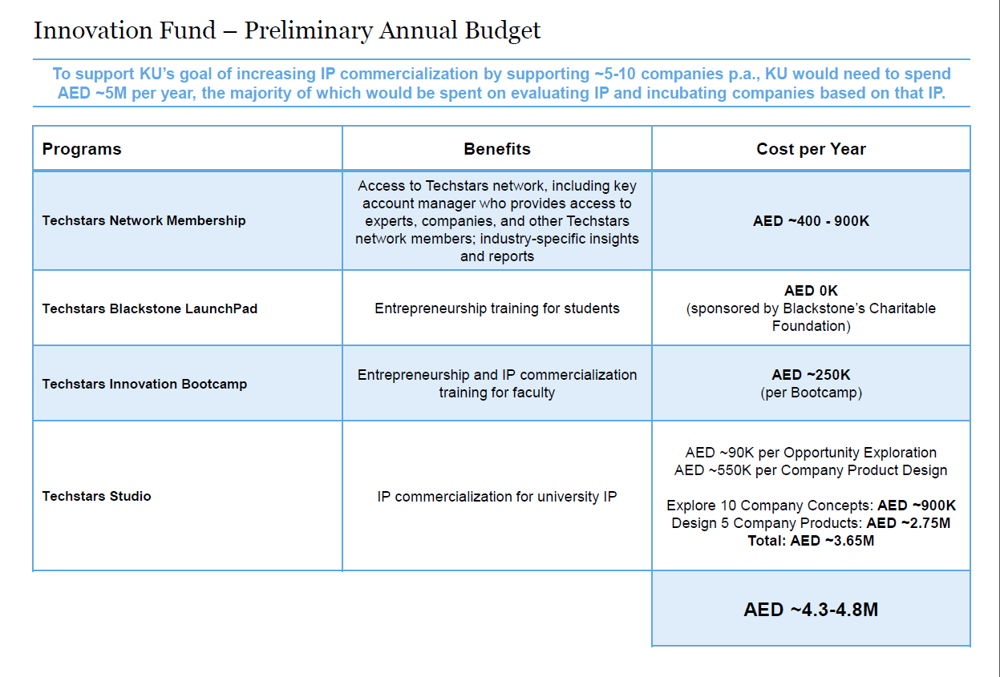 Innovation Fund – Preliminary Annual Budget
To support KU's goal of increasing IP commercialization by supporting ~5-10 companies p.a., KU would need to spend
AED ~5M per year, the majority of which would be spent on evaluating IP and incubating companies based on that IP.
Programs
Benefits
Cost per Year
Techstars Network Membership
Access to Techstars network, including key
account manager who provides access to
experts, companies, and other Techstars
network members; industry-specific insights
and reports
AED ~400 - 900K
Techstars Blackstone LaunchPad
Entrepreneurship training for students
AED 0K
(sponsored by Blackstone's Charitable
Foundation)
Techstars Innovation Bootcamp
Entrepreneurship and IP commercialization
training for faculty
AED ~250K
(per Bootcamp)
Techstars Studio
IP commercialization for university IP
AED ~90K per Opportunity Exploration
AED ~550K per Company Product Design
Explore 10 Company Concepts: AED ~900K
Design 5 Company Products: AED ~2.75M
Total: AED ~3.65M
AED ~4.3-4.8M